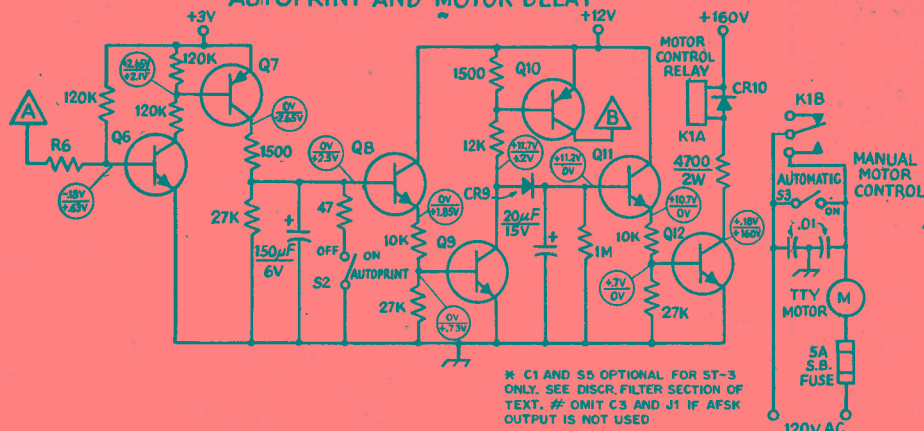 AUTOPRINT AND MOTOR DELAY
+3V
+12V
+160V
120K
Q7
+2.65V
+2.1V
120K
120K
A
R6
Q6
-.18V
+.63V
0V
+2.65V
1500
27K
150µF
6V
47
OFF
ON
S2
AUTOPRINT
0V
+2.5V
Q8
0V
+1.85V
10K
Q9
27K
0V
+.73V
1500
Q10
12K
B
+11.7V
+.2V
CR9
20µF
15V
+11.2V
0V
Q11
1M
+10.7V
0V
10K
Q12
+.7V
0V
27K
MOTOR
CONTROL
RELAY
CR10
K1A
4700
2W
+.18V
+160V
K1B
MANUAL
MOTOR
CONTROL
AUTOMATIC
S3
ON
.01
TTY
MOTOR
M
5A
S.B.
FUSE
120V AC
* C1 AND S5 OPTIONAL FOR ST-3
ONLY. SEE DISCR. FILTER SECTION OF
TEXT. # OMIT C3 AND J1 IF AFSK
OUTPUT IS NOT USED